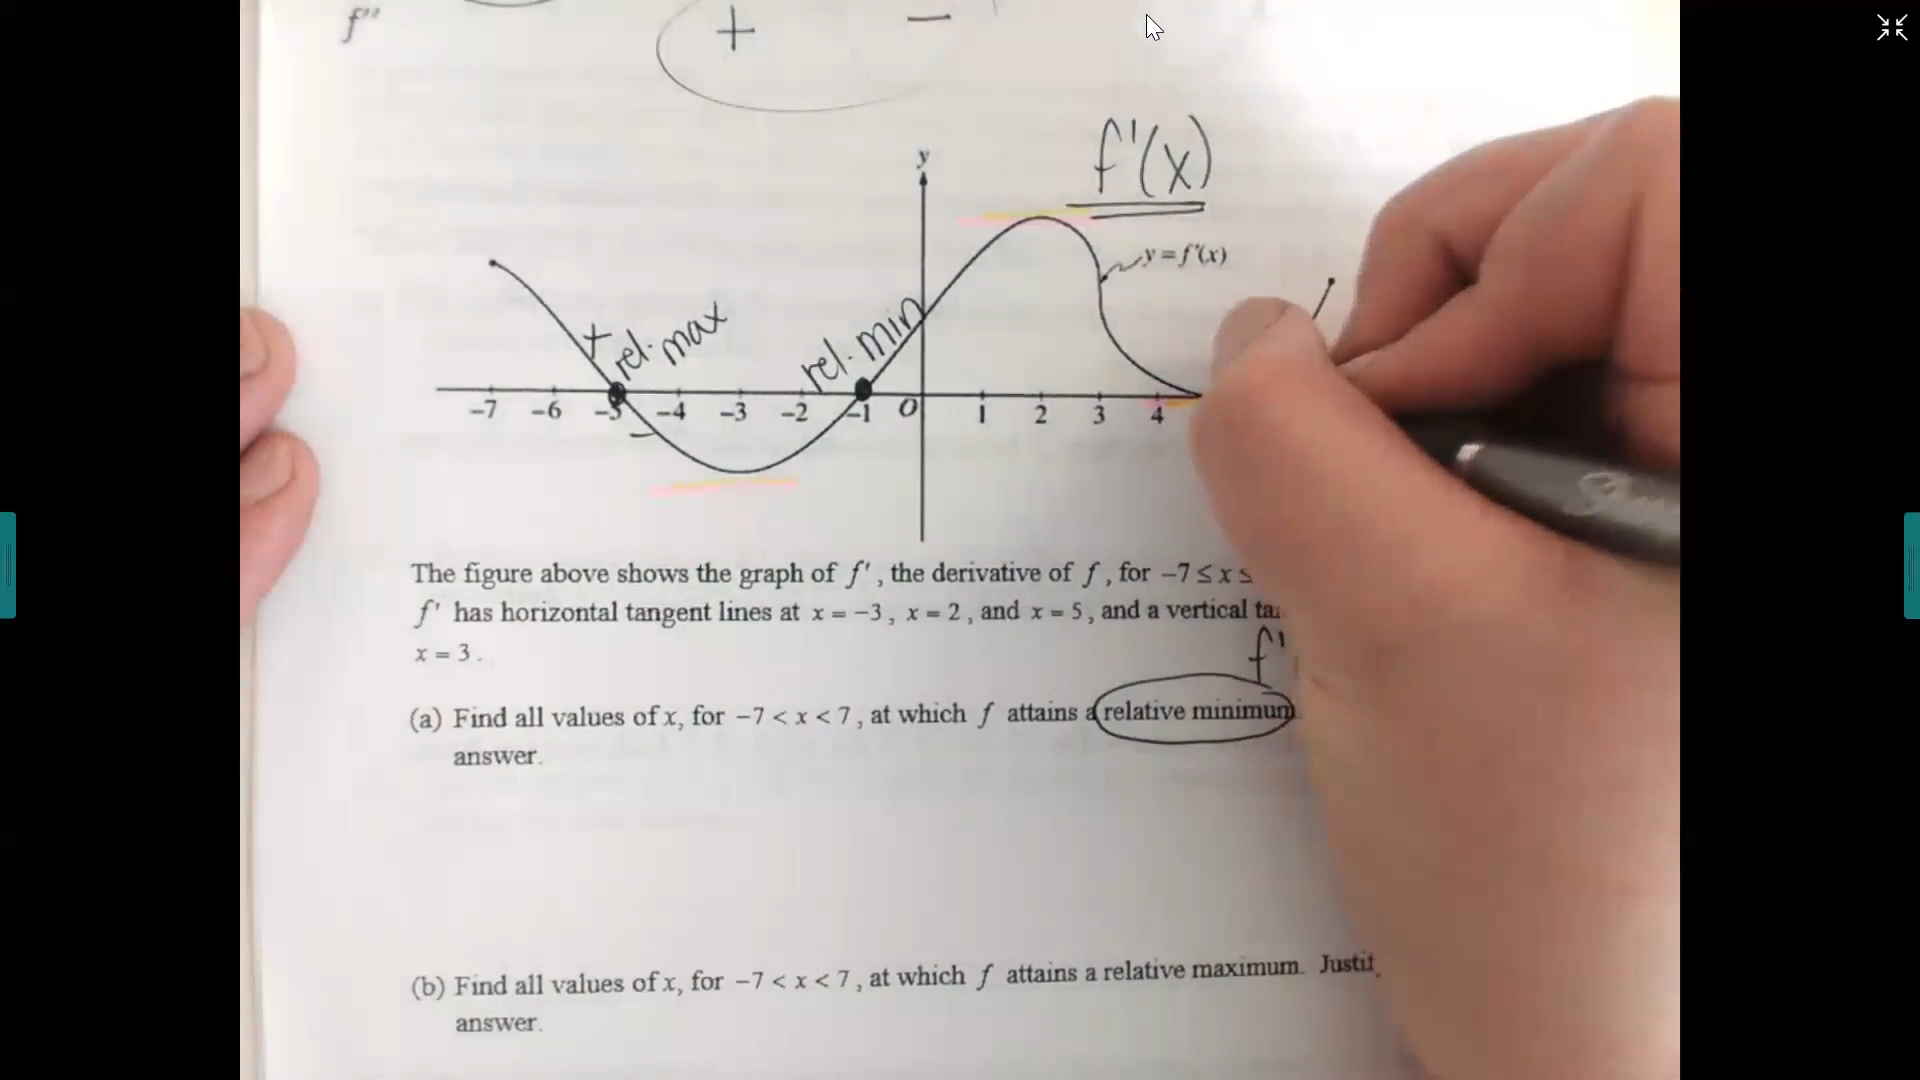 f''
+ −
f'(x)
y
y = f'(x)
+ rel. max
rel. min
−7 −6 −5 −4 −3 −2 −1 O 1 2 3 4
−
The figure above shows the graph of f', the derivative of f, for −7 ≤ x ≤
f' has horizontal tangent lines at x = −3, x = 2, and x = 5, and a vertical
x = 3.
f'
(a) Find all values of x, for −7 < x < 7, at which f attains a relative minimum
answer.
(b) Find all values of x, for −7 < x < 7, at which f attains a relative maximum.
answer.